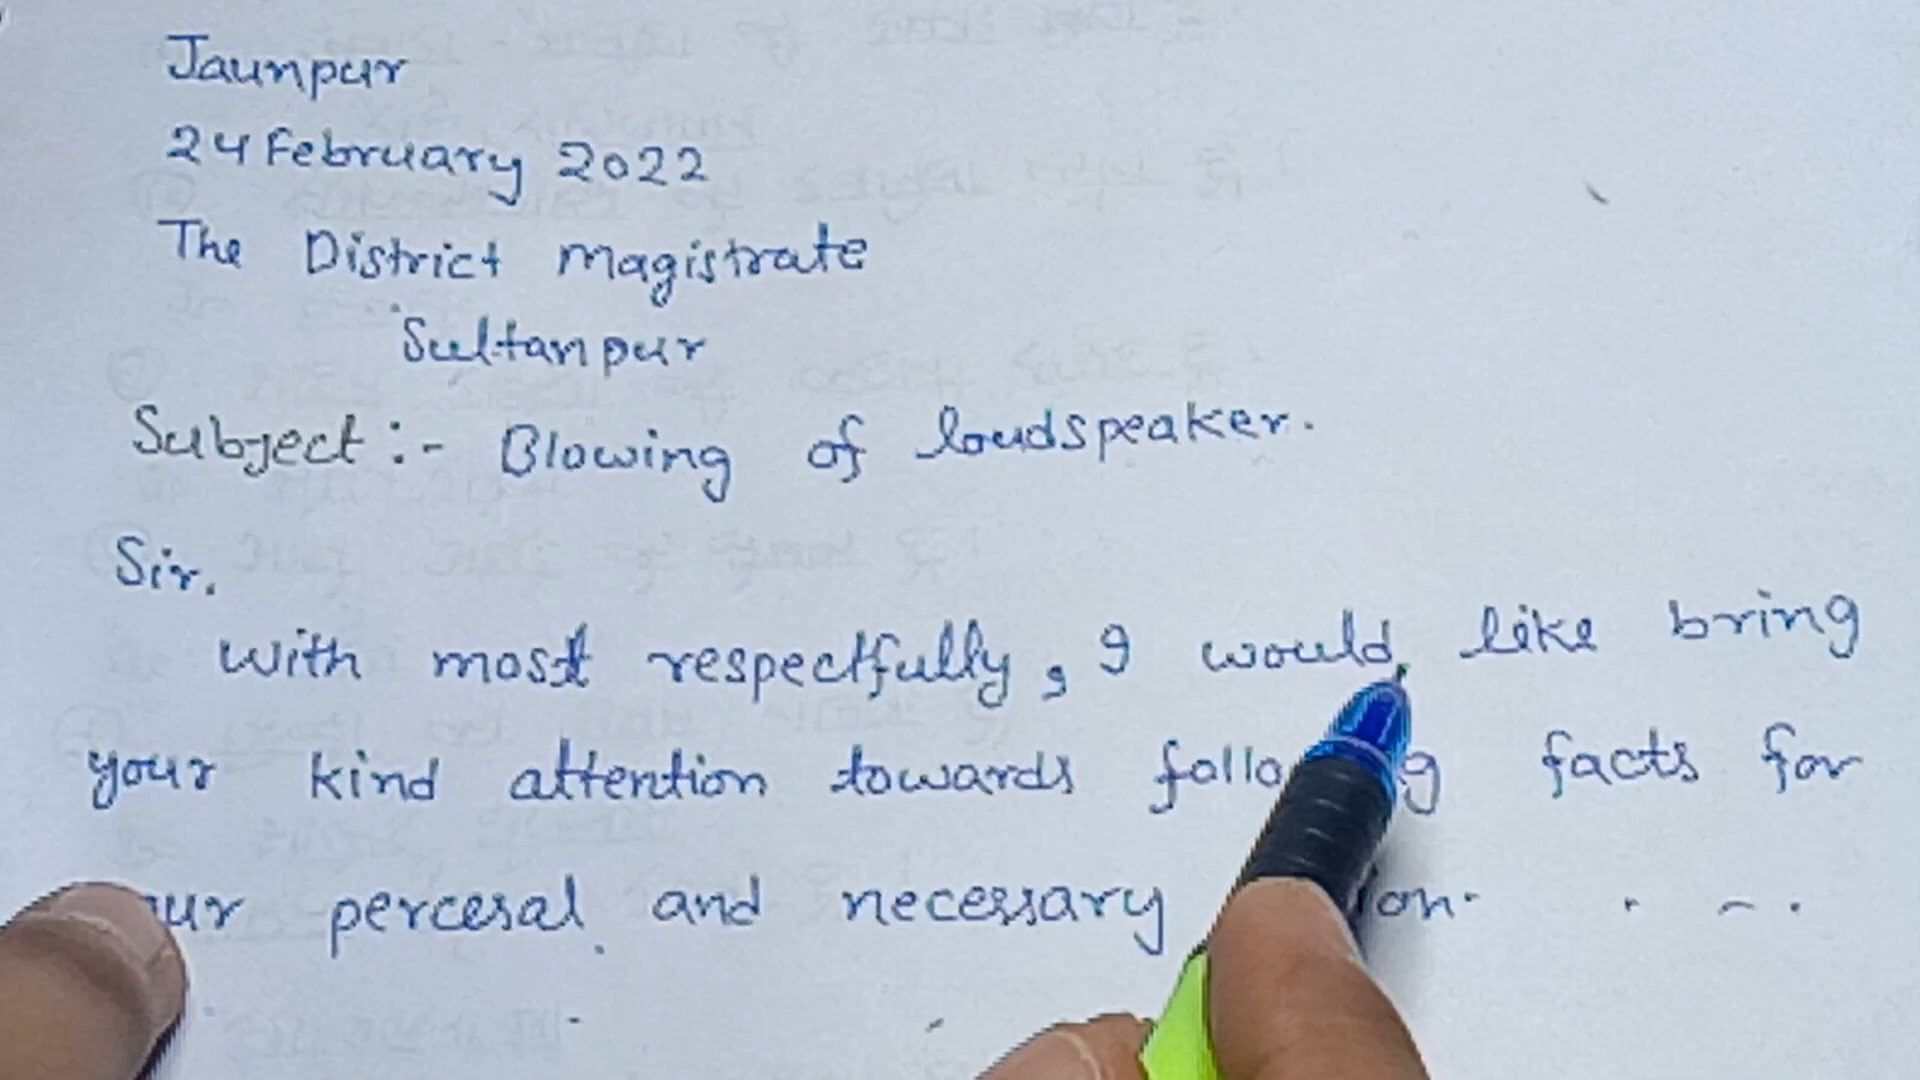 Jaunpur
24 February 2022
The District magistrate
Sultanpur
Subject :- Blowing of loudspeaker.
Sir.
with most respectfully, I would like bring
your kind attention towards facts for
percesal and necessary